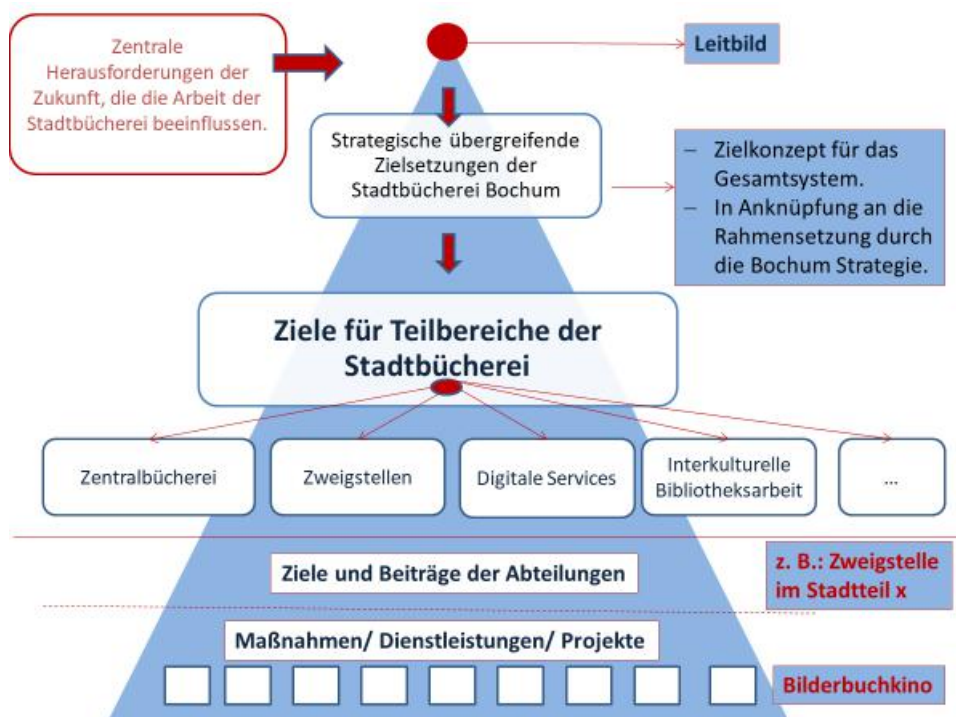 Zentrale
Herausforderungen der
Zukunft, die die Arbeit der
Stadtbücherei beeinflussen.
Leitbild
Strategische übergreifende
Zielsetzungen der
Stadtbücherei Bochum
– Zielkonzept für das
Gesamtsystem.
– In Anknüpfung an die
Rahmensetzung durch
die Bochum Strategie.
Ziele für Teilbereiche der
Stadtbücherei
Zentralbücherei
Zweigstellen
Digitale Services
Interkulturelle
Bibliotheksarbeit
...
Ziele und Beiträge der Abteilungen
z. B.: Zweigstelle
im Stadtteil x
Maßnahmen/ Dienstleistungen/ Projekte
Bilderbuchkino